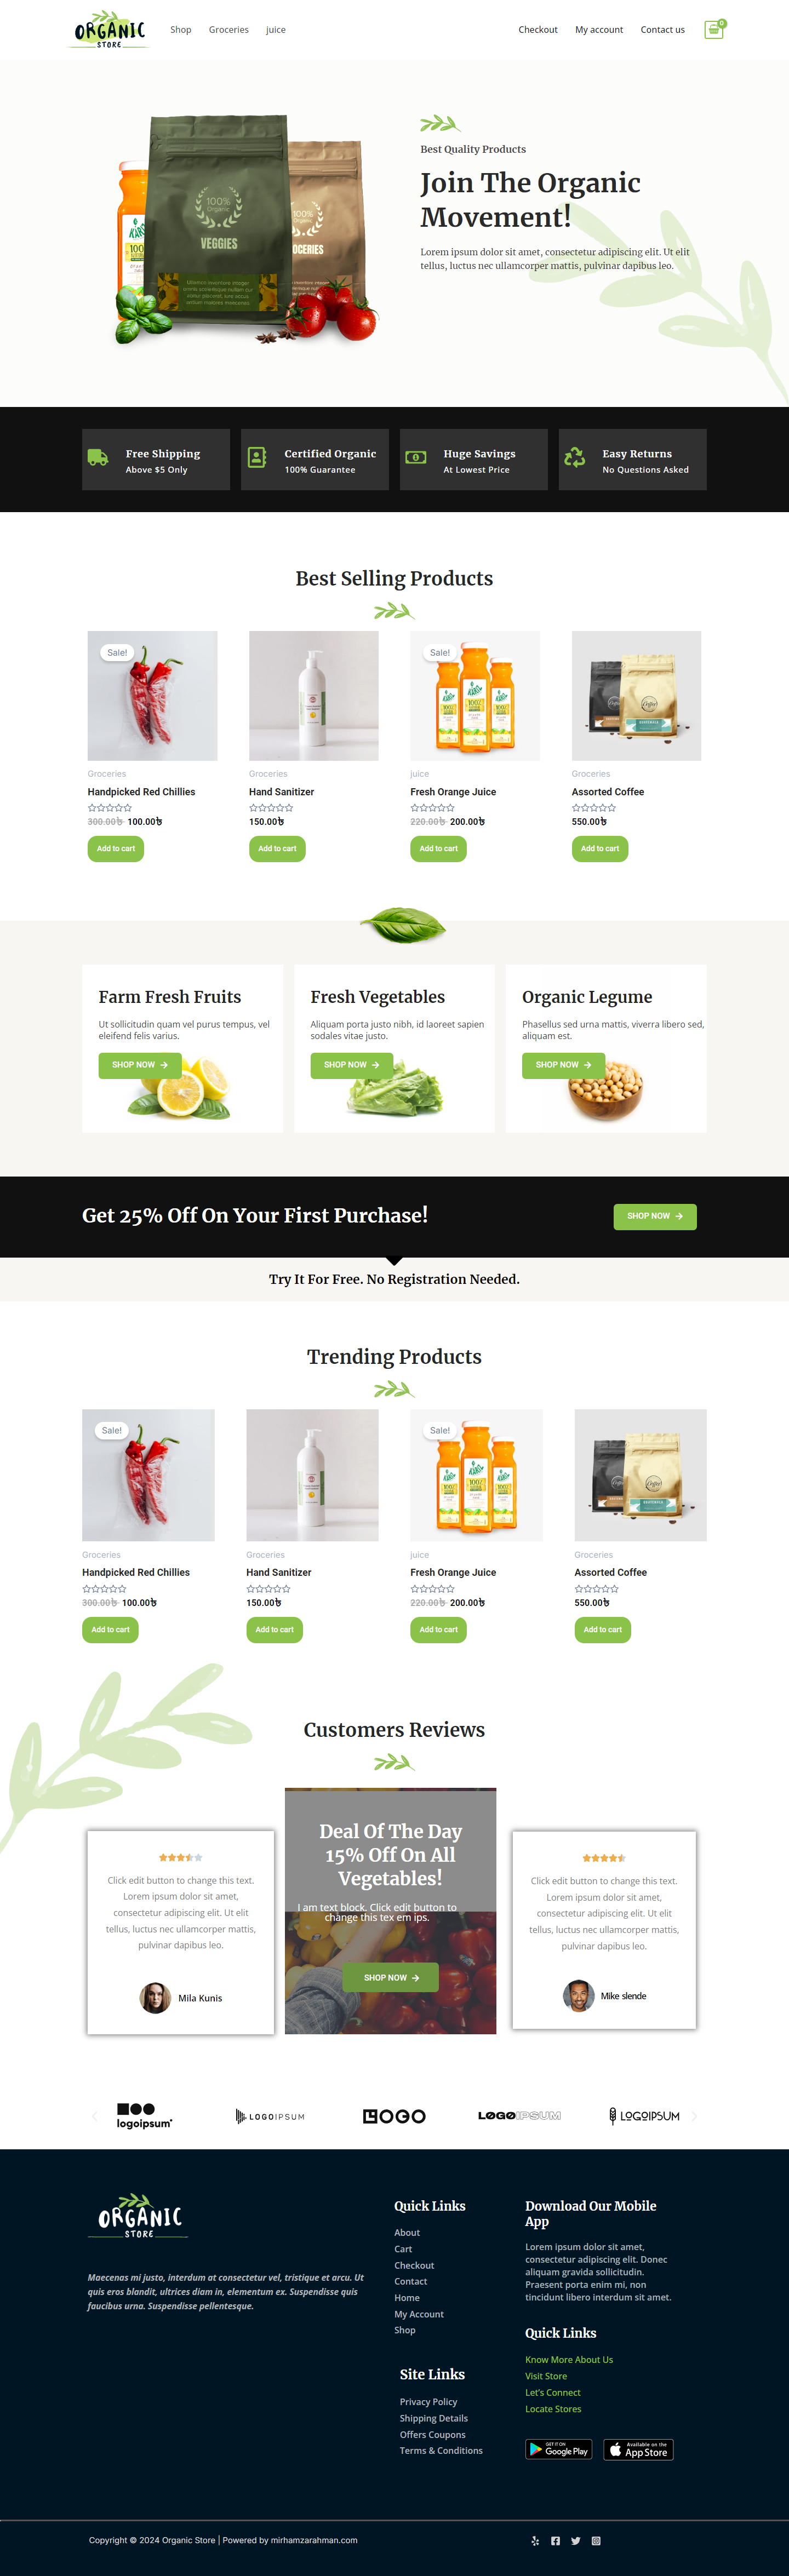 ORGANIC
STORE
Shop
Groceries
juice
Checkout
My account
Contact us
0
100%
Organic
VEGGIES
Best Quality Products
Join The Organic
Movement!
Lorem ipsum dolor sit amet, consectetur adipiscing elit. Ut elit
tellus, luctus nec ullamcorper mattis, pulvinar dapibus leo.
Free Shipping
Above $5 Only
Certified Organic
100% Guarantee
Huge Savings
At Lowest Price
Easy Returns
No Questions Asked
Best Selling Products
Sale!
Groceries
Handpicked Red Chillies
300.00৳ 100.00৳
Add to cart
Groceries
Hand Sanitizer
150.00৳
Add to cart
Sale!
juice
Fresh Orange Juice
220.00৳ 200.00৳
Add to cart
Groceries
Assorted Coffee
550.00৳
Add to cart
Farm Fresh Fruits
Ut sollicitudin quam vel purus tempus, vel
eleifend felis varius.
SHOP NOW
Fresh Vegetables
Aliquam porta justo nibh, id laoreet sapien
sodales vitae justo.
SHOP NOW
Organic Legume
Phasellus sed urna mattis, viverra libero sed,
aliquam est.
SHOP NOW
Get 25% Off On Your First Purchase!
SHOP NOW
Try It For Free. No Registration Needed.
Trending Products
Sale!
Groceries
Handpicked Red Chillies
300.00৳ 100.00৳
Add to cart
Groceries
Hand Sanitizer
150.00৳
Add to cart
Sale!
juice
Fresh Orange Juice
220.00৳ 200.00৳
Add to cart
Groceries
Assorted Coffee
550.00৳
Add to cart
Customers Reviews
Click edit button to change this text.
Lorem ipsum dolor sit amet,
consectetur adipiscing elit. Ut elit
tellus, luctus nec ullamcorper mattis,
pulvinar dapibus leo.
Mila Kunis
Deal Of The Day
15% Off On All
Vegetables!
I am text block. Click edit button to
change this tex em ips.
SHOP NOW
Click edit button to change this text.
Lorem ipsum dolor sit amet,
consectetur adipiscing elit. Ut elit
tellus, luctus nec ullamcorper mattis,
pulvinar dapibus leo.
Mike slende
logoipsum
LOGOIPSUM
LOGO
LOGOIPSUM
LOGOIPSUM
ORGANIC
STORE
Maecenas mi justo, interdum at consectetur vel, tristique et arcu. Ut
quis eros blandit, ultrices diam in, elementum ex. Suspendisse quis
faucibus urna. Suspendisse pellentesque.
Quick Links
About
Cart
Checkout
Contact
Home
My Account
Shop
Site Links
Privacy Policy
Shipping Details
Offers Coupons
Terms & Conditions
Download Our Mobile
App
Lorem ipsum dolor sit amet,
consectetur adipiscing elit. Donec
aliquam gravida sollicitudin.
Praesent porta enim mi, non
tincidunt libero interdum sit amet.
Quick Links
Know More About Us
Visit Store
Let's Connect
Locate Stores
GET IT ON
Google Play
Available on the
App Store
Copyright © 2024 Organic Store | Powered by mirhamzarahman.com